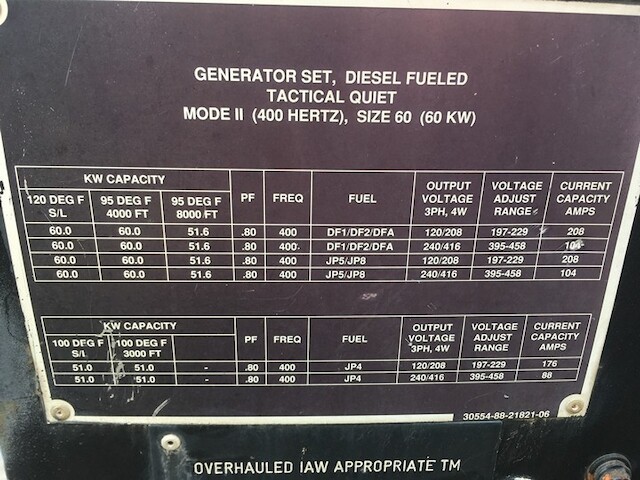 GENERATOR SET, DIESEL FUELED
TACTICAL QUIET
MODE II (400 HERTZ), SIZE 60 (60 KW)
KW CAPACITY PF FREQ FUEL OUTPUT VOLTAGE 3PH, 4W VOLTAGE ADJUST RANGE CURRENT CAPACITY AMPS
120 DEG F S/L 95 DEG F 4000 FT 95 DEG F 8000 FT
60.0 60.0 51.6 .80 400 DF1/DF2/DFA 120/208 197-229 208
60.0 60.0 51.6 .80 400 DF1/DF2/DFA 240/416 395-458 104
60.0 60.0 51.6 .80 400 JP5/JP8 120/208 197-229 208
60.0 60.0 51.6 .80 400 JP5/JP8 240/416 395-458 104
KW CAPACITY PF FREQ FUEL OUTPUT VOLTAGE 3PH, 4W VOLTAGE ADJUST RANGE CURRENT CAPACITY AMPS
100 DEG F S/L 100 DEG F 3000 FT
51.0 51.0 - .80 400 JP4 120/208 197-229 176
51.0 51.0 - .80 400 JP4 240/416 395-458 88
30554-88-21821-06
OVERHAULED IAW APPROPRIATE TM